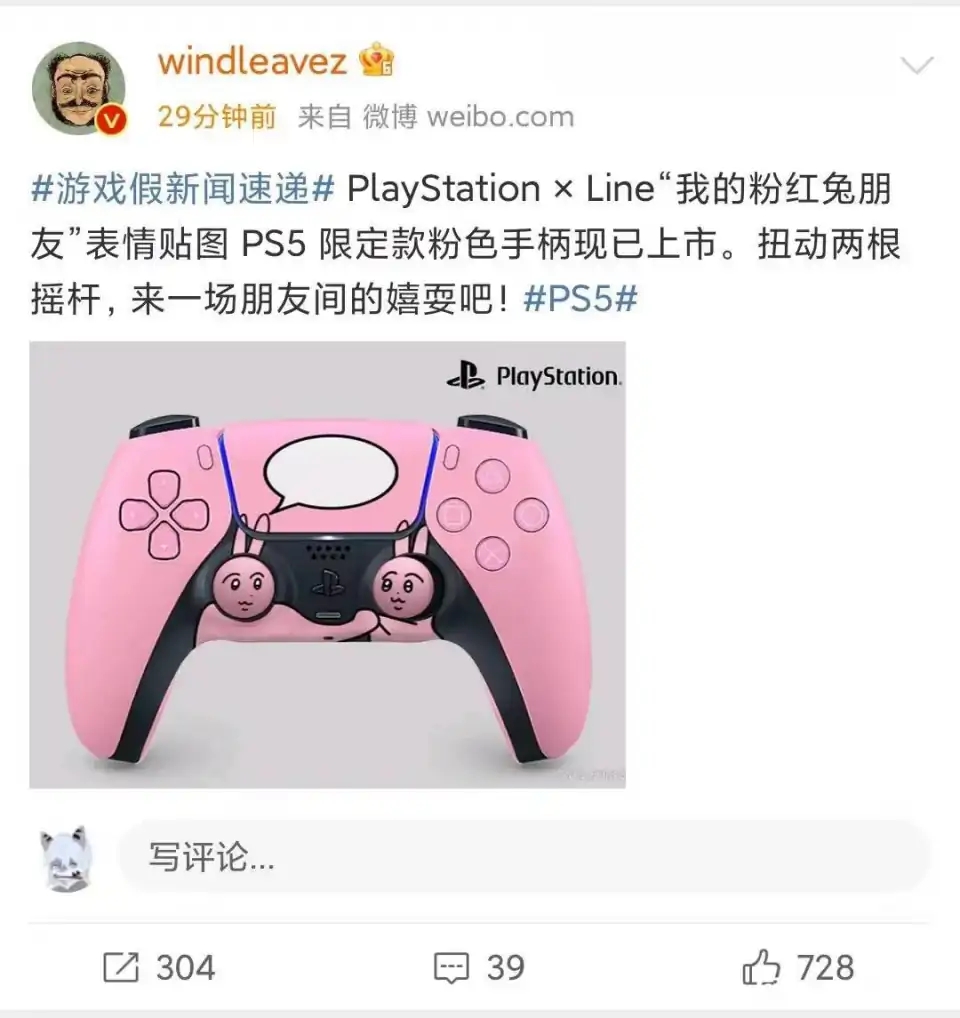 windleavez
29分钟前 来自 微博 weibo.com
#游戏假新闻速递# PlayStation × Line“我的粉红兔朋
友”表情贴图 PS5 限定款粉色手柄现已上市。扭动两根
摇杆，来一场朋友间的嬉耍吧！#PS5#
PlayStation.
写评论...
304 39 728